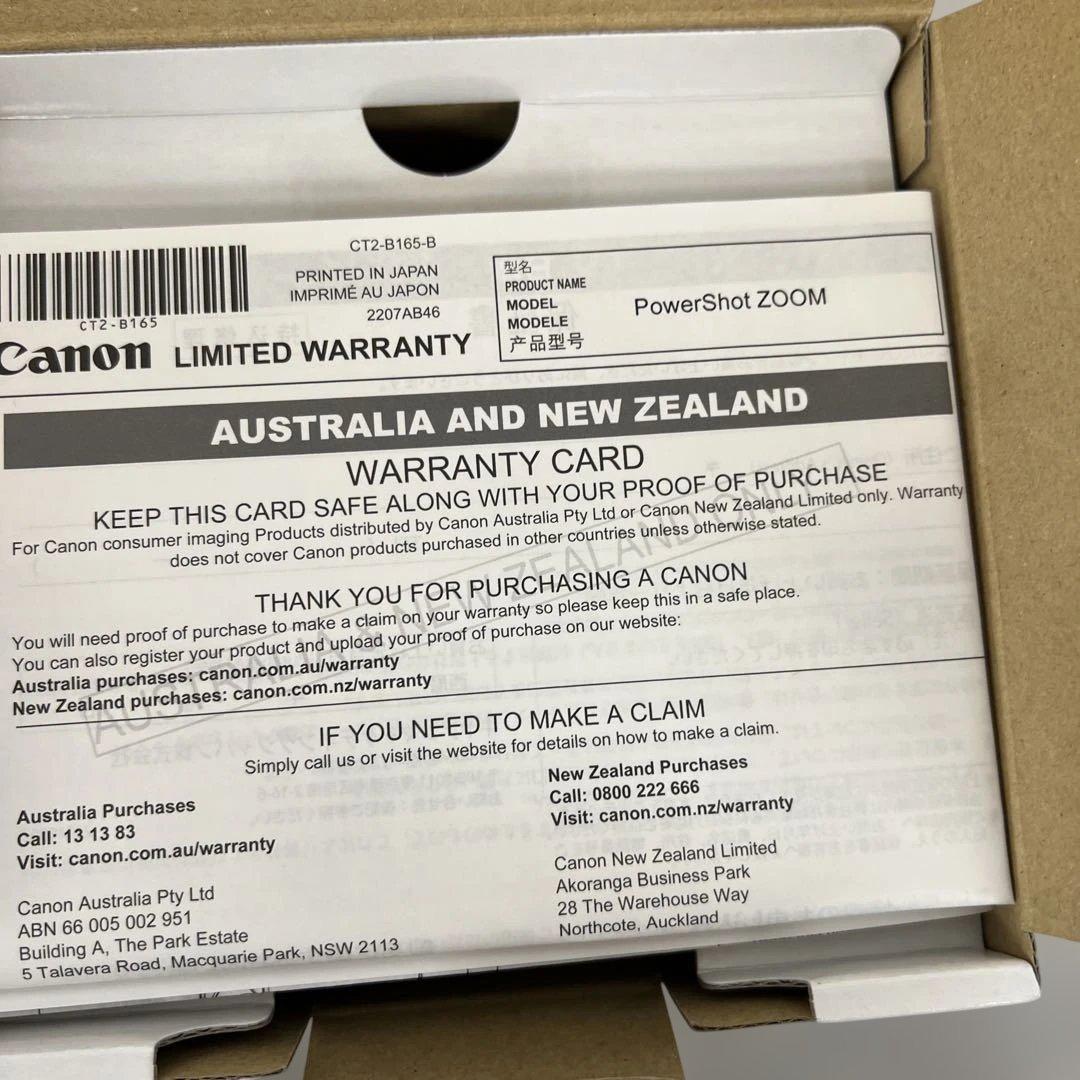 CT2-B165
CT2-B165-B
PRINTED IN JAPAN
IMPRIMÉ AU JAPON
2207AB46
Canon LIMITED WARRANTY
型名
PRODUCT NAME
MODEL
MODELE
产品型号
PowerShot ZOOM
AUSTRALIA AND NEW ZEALAND
WARRANTY CARD
KEEP THIS CARD SAFE ALONG WITH YOUR PROOF OF PURCHASE
For Canon consumer imaging Products distributed by Canon Australia Pty Ltd or Canon New Zealand Limited only. Warranty
does not cover Canon products purchased in other countries unless otherwise stated.
THANK YOU FOR PURCHASING A CANON
You will need proof of purchase to make a claim on your warranty so please keep this in a safe place.
You can also register your product and upload your proof of purchase on our website:
Australia purchases: canon.com.au/warranty
New Zealand purchases: canon.com.nz/warranty
AUSTRALIA & NEW ZEALAND ONLY
IF YOU NEED TO MAKE A CLAIM
Simply call us or visit the website for details on how to make a claim.
Australia Purchases
Call: 13 13 83
Visit: canon.com.au/warranty
Canon Australia Pty Ltd
ABN 66 005 002 951
Building A, The Park Estate
5 Talavera Road, Macquarie Park, NSW 2113
New Zealand Purchases
Call: 0800 222 666
Visit: canon.com.nz/warranty
Canon New Zealand Limited
Akoranga Business Park
28 The Warehouse Way
Northcote, Auckland